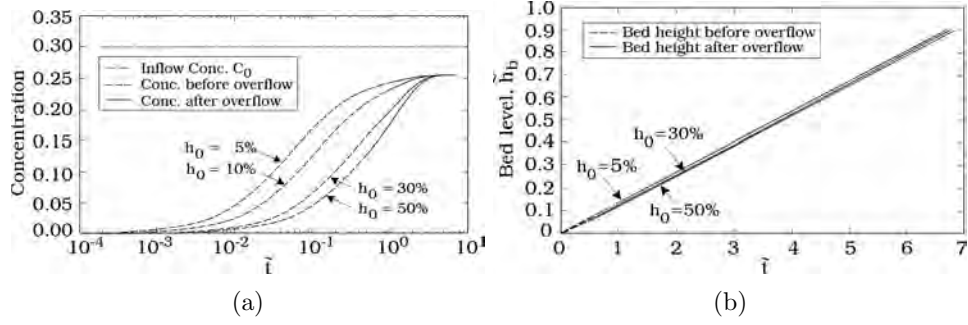 0.35
0.30
0.25
0.20
0.15
0.10
0.05
0.00
Concentration
Inflow Conc. C₀
Conc. before overflow
Conc. after overflow
h₀ = 5%
h₀ = 10%
h₀ = 30%
h₀ = 50%
10⁻⁴ 10⁻² 10⁻¹ 10⁰ 10¹
t̃
(a)
1.0
0.9
0.8
0.7
0.6
0.5
0.4
0.3
0.2
0.1
0
Bed level. h̃_b
Bed height before overflow
Bed height after overflow
h₀=30%
h₀=5%
h₀=50%
0 1 2 3 4 5 6 7
t̃
(b)